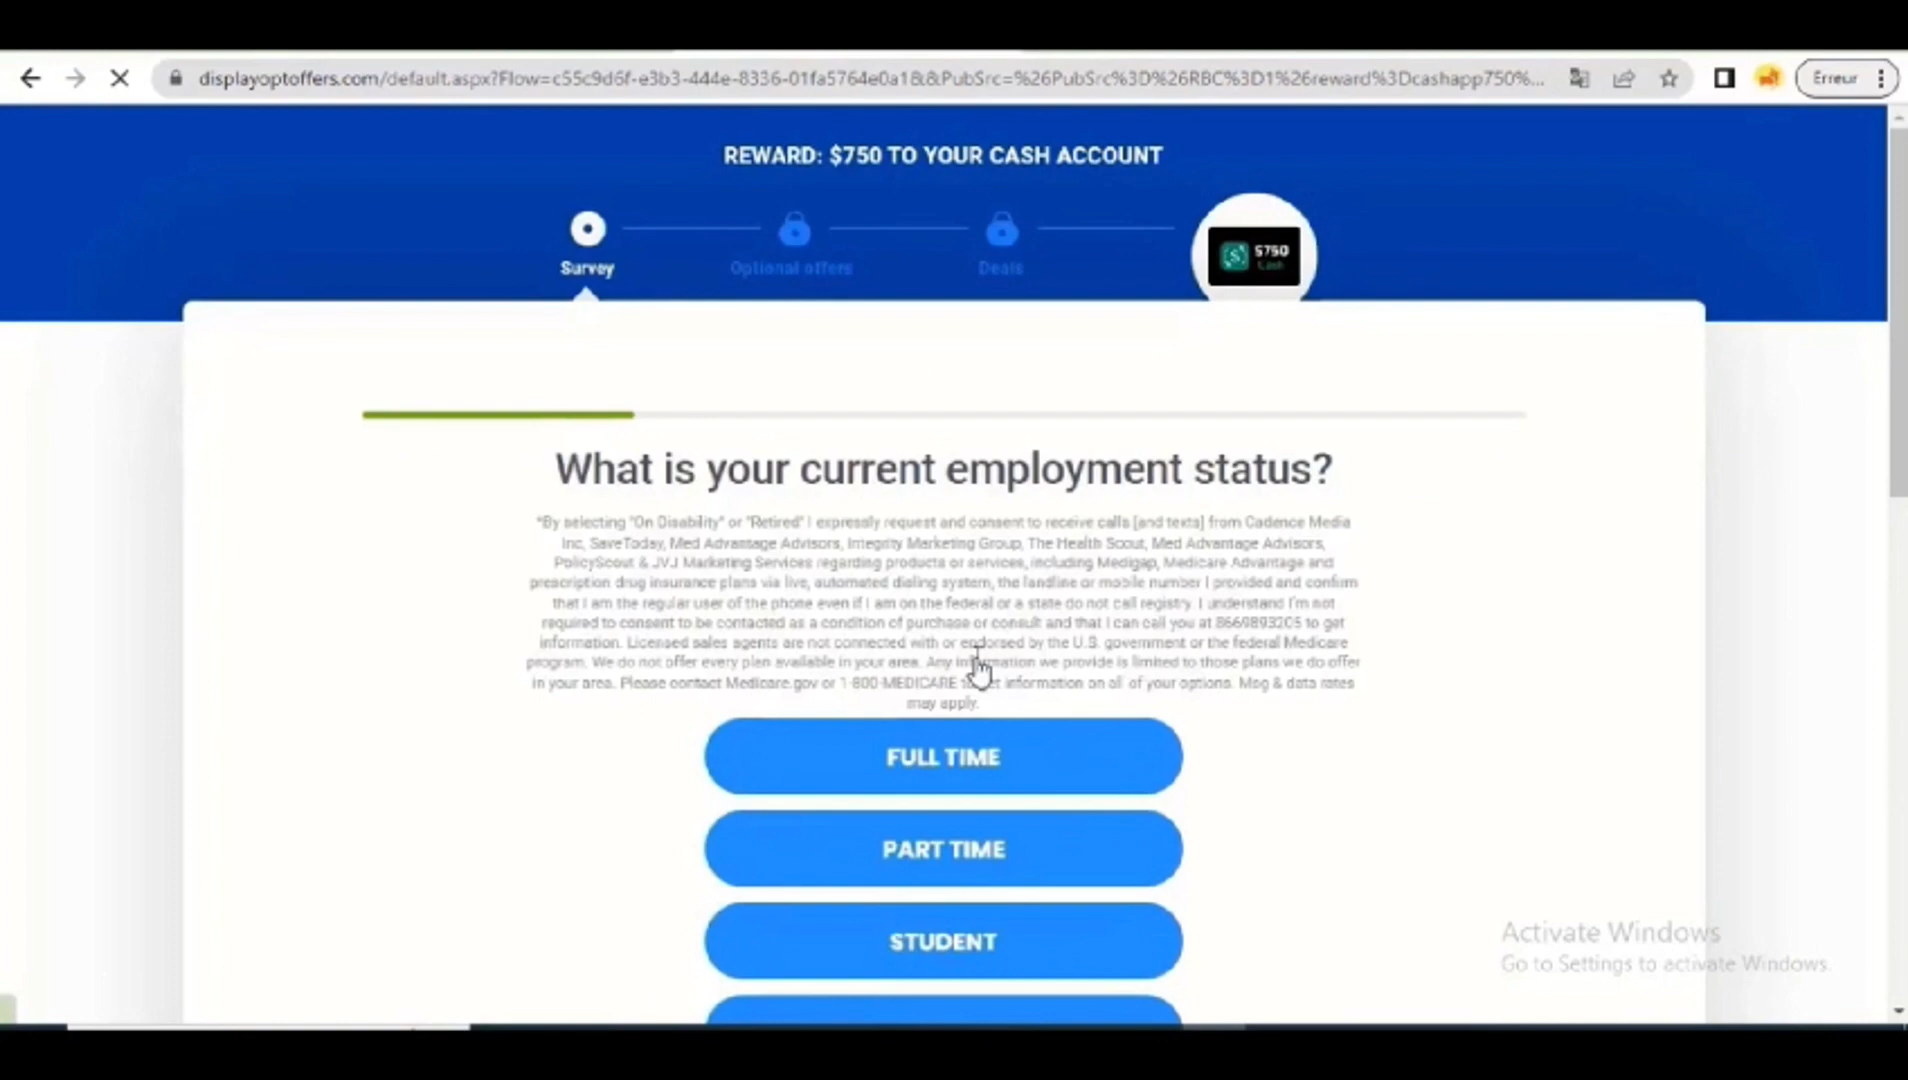 displayoptoffers.com/default.aspx?Flow=c55c9d6f-e3b3-444e-8336-01fa5764e0a1&&PubSrc=%26PubSrc%3D%26RBC%3D1%26reward%3Dcashapp750%...
Erreur
REWARD: $750 TO YOUR CASH ACCOUNT
$750
Cash
Survey
Optional offers
Deals
What is your current employment status?
*By selecting "On Disability" or "Retired" I expressly request and consent to receive calls [and texts] from Cadence Media
Inc, SaveToday, Med Advantage Advisors, Integrity Marketing Group, The Health Scout, Med Advantage Advisors,
PolicyScout & JVJ Marketing Services regarding products or services, including Medigap, Medicare Advantage and
prescription drug insurance plans via live, automated dialing system, the landline or mobile number I provided and confirm
that I am the regular user of the phone even if I am on the federal or a state do not call registry. I understand I'm not
required to consent to be contacted as a condition of purchase or consult and that I can call you at 8669893205 to get
information. Licensed sales agents are not connected with or endorsed by the U.S. government or the federal Medicare
program. We do not offer every plan available in your area. Any information we provide is limited to those plans we do offer
in your area. Please contact Medicare.gov or 1-800-MEDICARE information on all of your options. Msg & data rates
may apply.
FULL TIME
PART TIME
STUDENT
Activate Windows
Go to Settings to activate Windows.